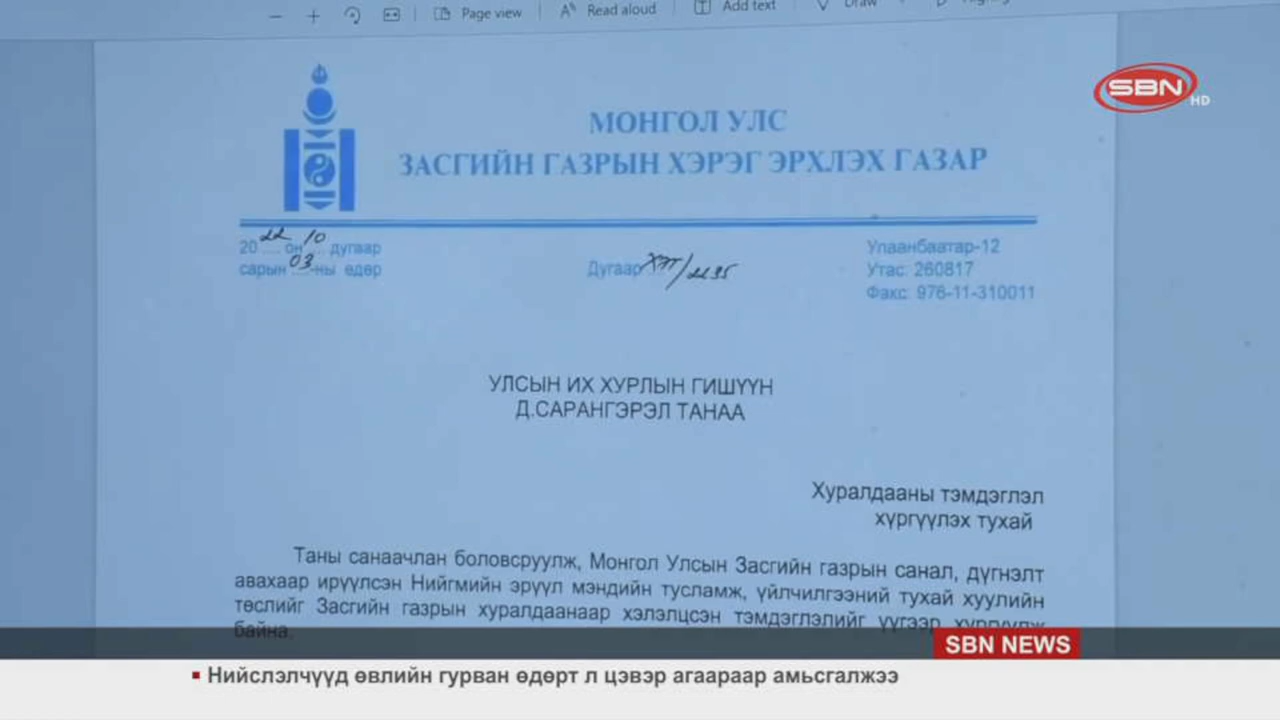 Page view
Read aloud
Add text
Draw
SBN HD
МОНГОЛ УЛС
ЗАСГИЙН ГАЗРЫН ХЭРЭГ ЭРХЛЭХ ГАЗАР
2022 он 10 дугаар
сарын 03-ны өдөр
Дугаар ХТ/2235
Улаанбаатар-12
Утас: 260817
Факс: 976-11-310011
УЛСЫН ИХ ХУРЛЫН ГИШҮҮН
Д.САРАНГЭРЭЛ ТАНАА
Хуралдааны тэмдэглэл
хүргүүлэх тухай
Таны санаачлан боловсруулж, Монгол Улсын Засгийн газрын санал, дүгнэлт
авахаар ирүүлсэн Нийгмийн эрүүл мэндийн тусламж, үйлчилгээний тухай хуулийн
төслийг Засгийн газрын хуралдаанаар хэлэлцсэн тэмдэглэлийг үүгээр хүргүүлж
байна.
SBN NEWS
Нийслэлчүүд өвлийн гурван өдөрт л цэвэр агаараар амьсгалжээ